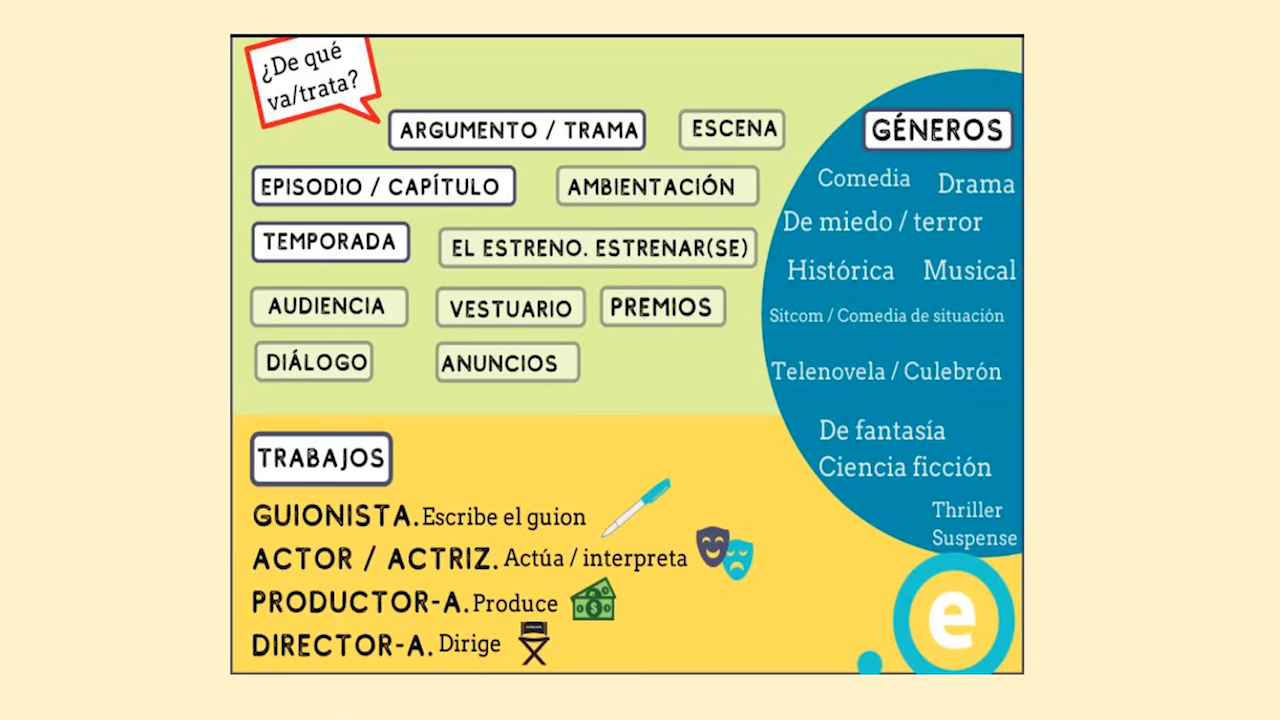 ¿De qué
va/trata?
ARGUMENTO / TRAMA
ESCENA
EPISODIO / CAPÍTULO
AMBIENTACIÓN
TEMPORADA
EL ESTRENO. ESTRENAR(SE)
AUDIENCIA
VESTUARIO
PREMIOS
DIÁLOGO
ANUNCIOS
GÉNEROS
Comedia
Drama
De miedo / terror
Histórica
Musical
Sitcom / Comedia de situación
Telenovela / Culebrón
De fantasía
Ciencia ficción
Thriller
Suspense
TRABAJOS
GUIONISTA. Escribe el guion
ACTOR / ACTRIZ. Actúa / interpreta
PRODUCTOR-A. Produce
DIRECTOR-A. Dirige
e